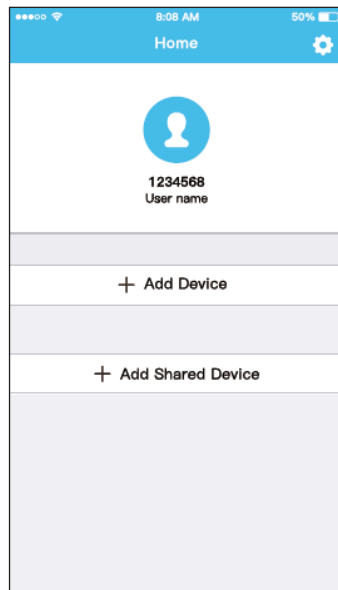 8:08 AM
50%
Home
1234568
User name
+ Add Device
+ Add Shared Device